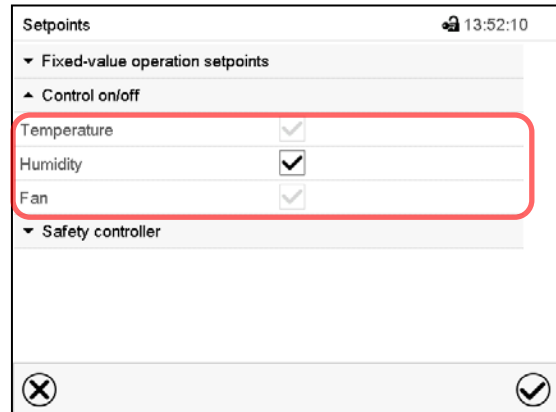 Setpoints 13:52:10
Fixed-value operation setpoints
Control on/off
Temperature
Humidity
Fan
Safety controller